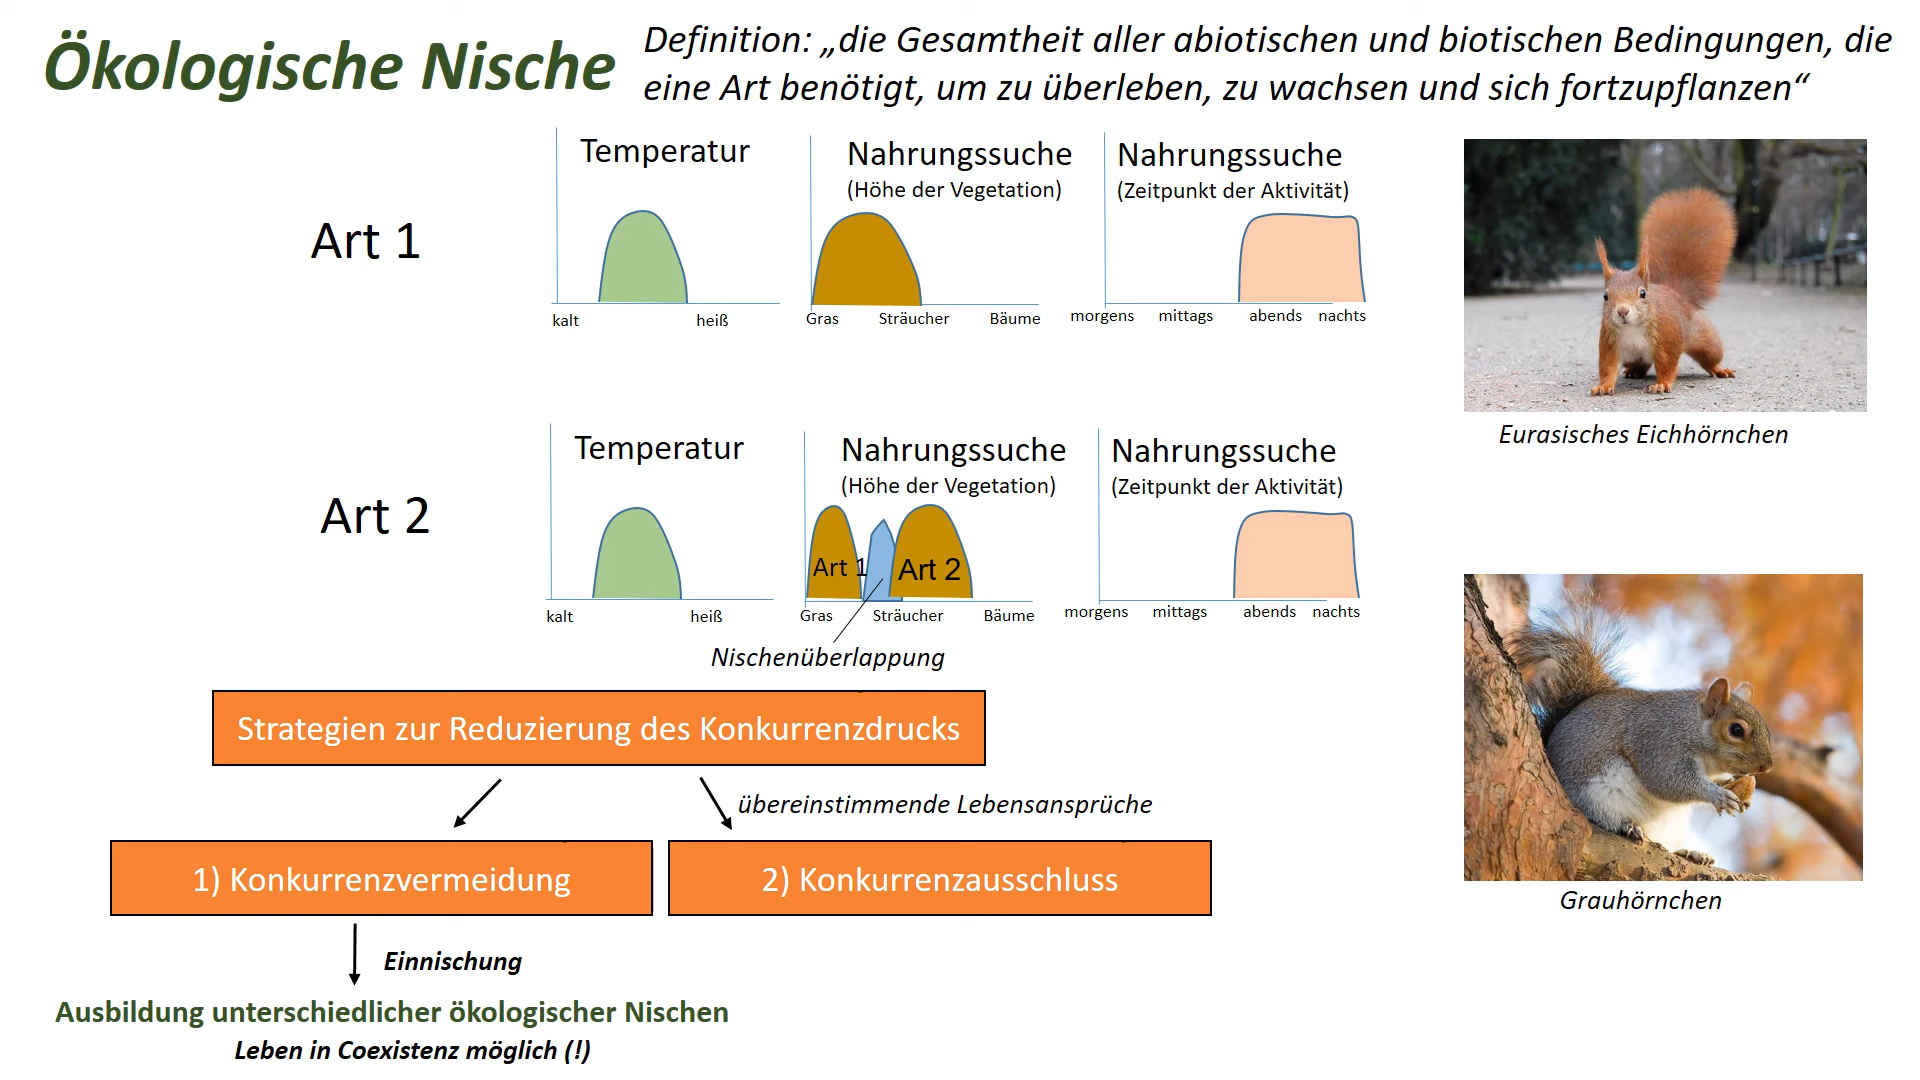 Ökologische Nische
Definition: „die Gesamtheit aller abiotischen und biotischen Bedingungen, die
eine Art benötigt, um zu überleben, zu wachsen und sich fortzupflanzen“
Art 1
Temperatur
kalt heiß
Nahrungssuche
(Höhe der Vegetation)
Gras Sträucher Bäume
Nahrungssuche
(Zeitpunkt der Aktivität)
morgens mittags abends nachts
Eurasisches Eichhörnchen
Art 2
Temperatur
kalt heiß
Nahrungssuche
(Höhe der Vegetation)
Art 1 Art 2
Gras Sträucher Bäume
Nischenüberlappung
Nahrungssuche
(Zeitpunkt der Aktivität)
morgens mittags abends nachts
Grauhörnchen
Strategien zur Reduzierung des Konkurrenzdrucks
übereinstimmende Lebensansprüche
1) Konkurrenzvermeidung
2) Konkurrenzausschluss
Einnischung
Ausbildung unterschiedlicher ökologischer Nischen
Leben in Coexistenz möglich (!)